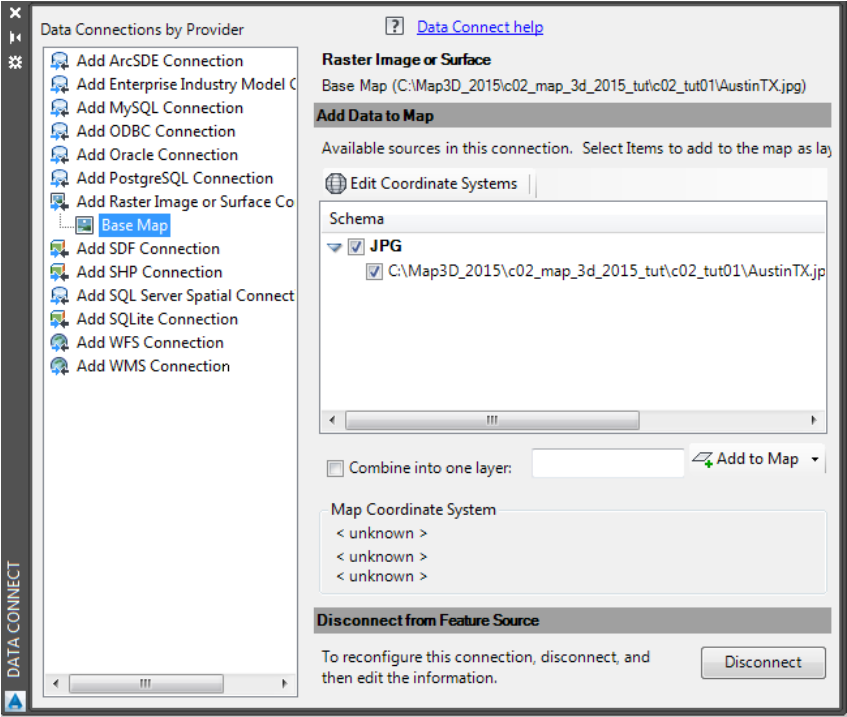 Data Connections by Provider
Add ArcSDE Connection
Add Enterprise Industry Model C
Add MySQL Connection
Add ODBC Connection
Add Oracle Connection
Add PostgreSQL Connection
Add Raster Image or Surface Co
Base Map
Add SDF Connection
Add SHP Connection
Add SQL Server Spatial Connect
Add SQLite Connection
Add WFS Connection
Add WMS Connection
DATA CONNECT
? Data Connect help
Raster Image or Surface
Base Map (C:\Map3D_2015\c02_map_3d_2015_tut\c02_tut01\AustinTX.jpg)
Add Data to Map
Available sources in this connection. Select Items to add to the map as lay
Edit Coordinate Systems
Schema
JPG
C:\Map3D_2015\c02_map_3d_2015_tut\c02_tut01\AustinTX.jp
Combine into one layer:
Add to Map
Map Coordinate System
< unknown >
< unknown >
< unknown >
Disconnect from Feature Source
To reconfigure this connection, disconnect, and
then edit the information.
Disconnect